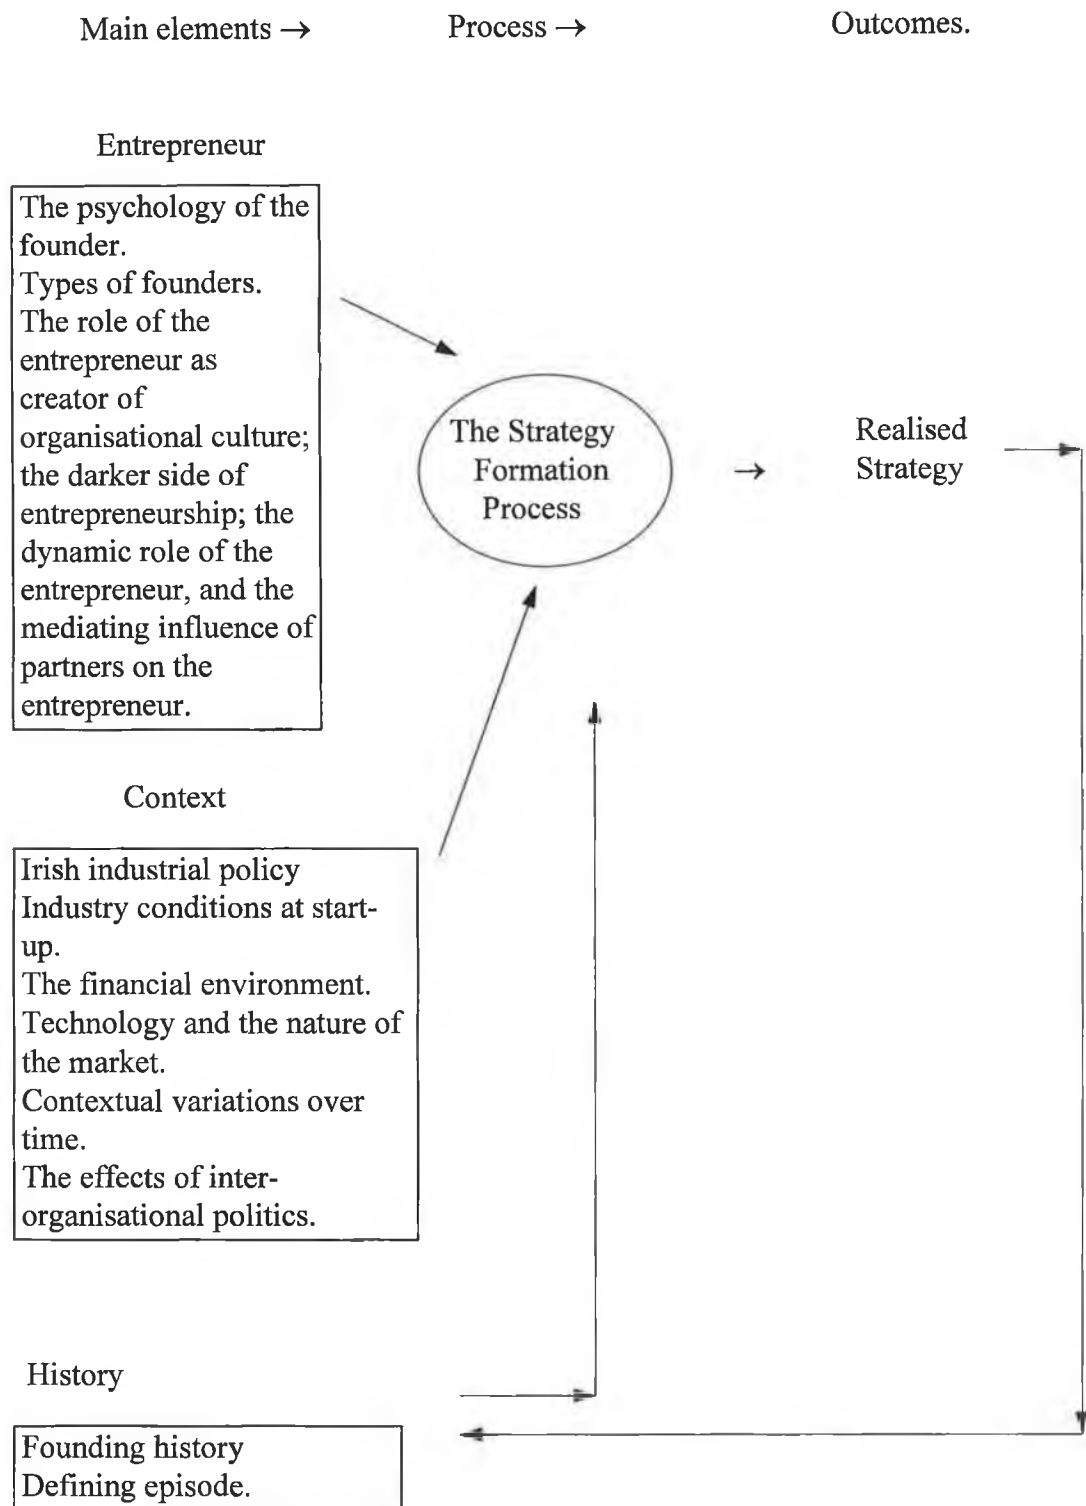 Main elements → Process → Outcomes.
Entrepreneur
The psychology of the
founder.
Types of founders.
The role of the
entrepreneur as
creator of
organisational culture;
the darker side of
entrepreneurship; the
dynamic role of the
entrepreneur, and the
mediating influence of
partners on the
entrepreneur.
The Strategy
Formation
Process
→
Realised
Strategy
Context
Irish industrial policy
Industry conditions at start-
up.
The financial environment.
Technology and the nature of
the market.
Contextual variations over
time.
The effects of inter-
organisational politics.
History
Founding history
Defining episode.